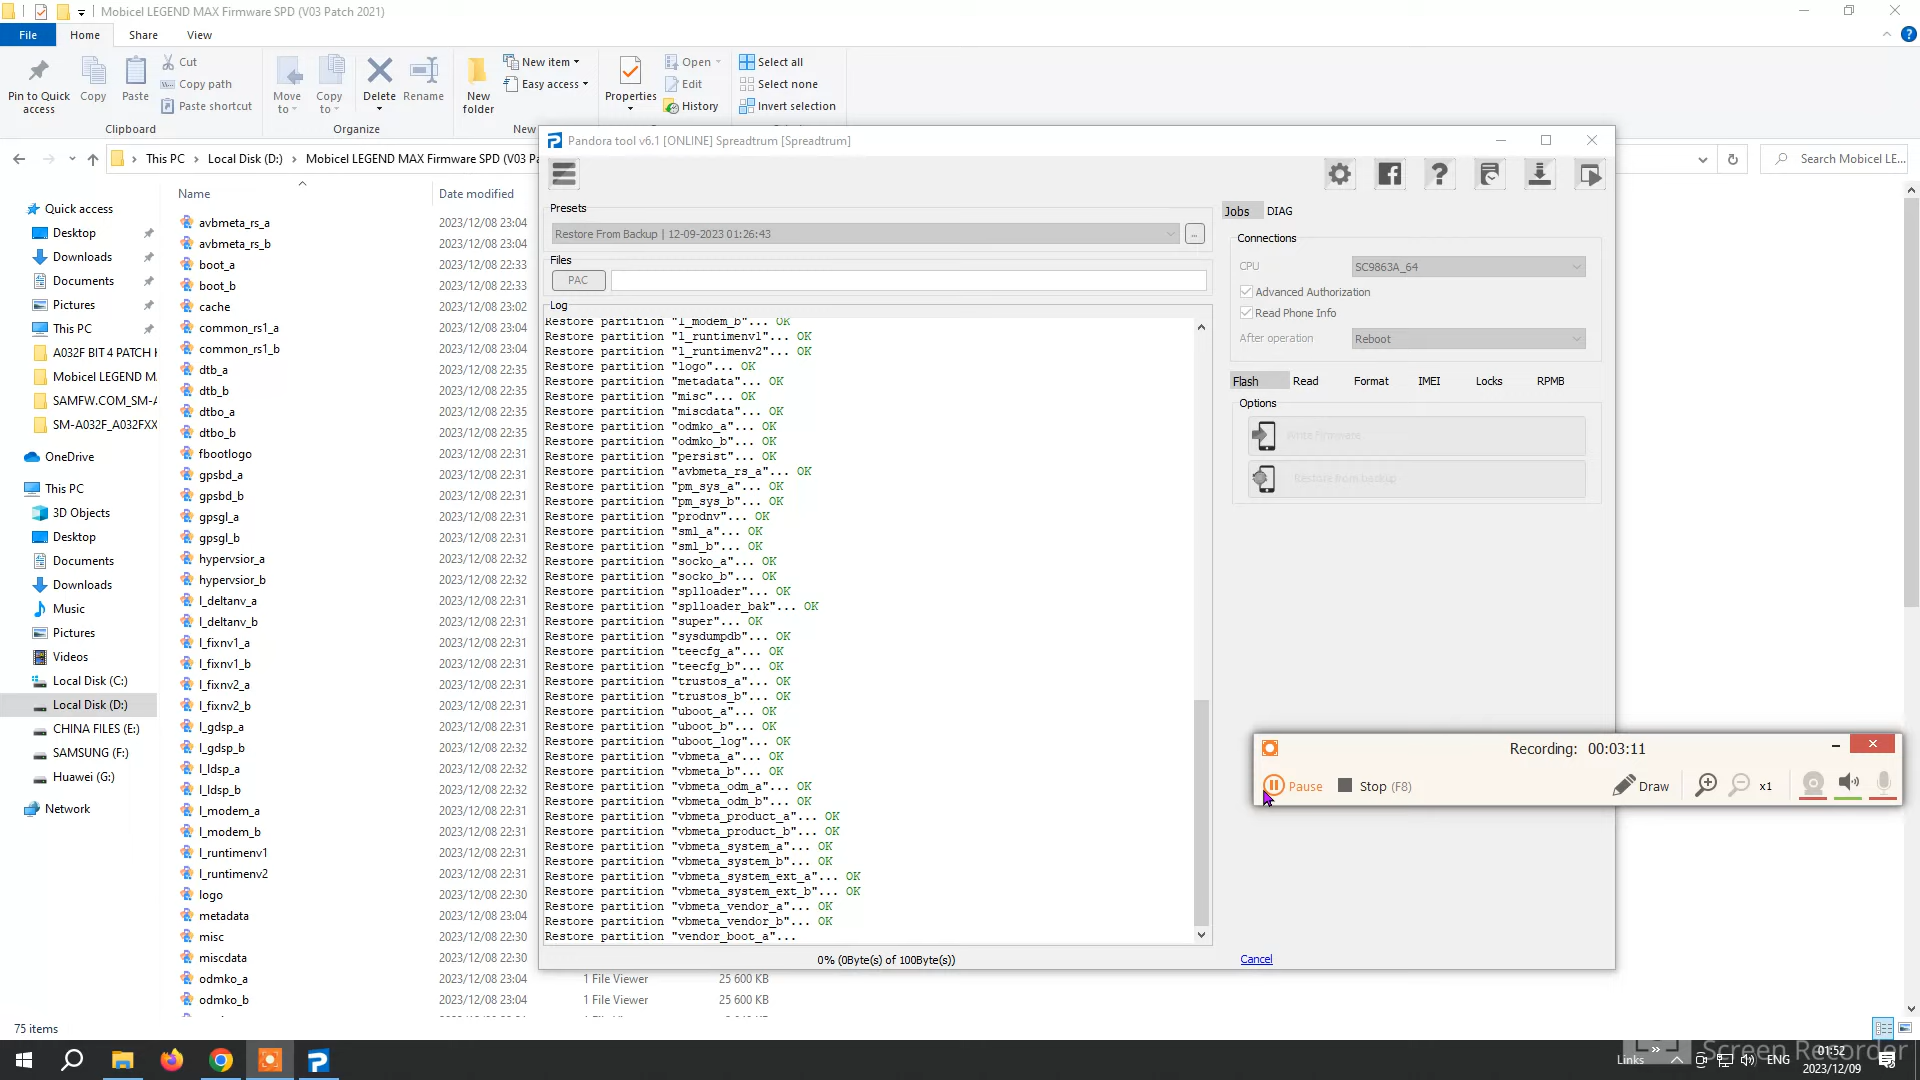 Mobicel LEGEND MAX Firmware SPD (V03 Patch 2021)
File Home Share View
Pin to Quick access
Copy
Paste
Cut
Copy path
Paste shortcut
Clipboard
Move to
Copy to
Delete
Rename
Organize
New folder
New item
Easy access
New
Properties
Open
Edit
History
Select all
Select none
Invert selection
This PC > Local Disk (D:) > Mobicel LEGEND MAX Firmware SPD (V03 Pa
Search Mobicel LE...
Quick access
Desktop
Downloads
Documents
Pictures
This PC
A032F BIT 4 PATCH
Mobicel LEGEND M
SAMFW.COM_SM-A
SM-A032F_A032FXX
OneDrive
This PC
3D Objects
Desktop
Documents
Downloads
Music
Pictures
Videos
Local Disk (C:)
Local Disk (D:)
CHINA FILES (E:)
SAMSUNG (F:)
Huawei (G:)
Network
Name Date modified
avbmeta_rs_a 2023/12/08 23:04
avbmeta_rs_b 2023/12/08 23:04
boot_a 2023/12/08 22:33
boot_b 2023/12/08 22:33
cache 2023/12/08 23:02
common_rs1_a 2023/12/08 23:04
common_rs1_b 2023/12/08 23:04
dtb_a 2023/12/08 22:35
dtb_b 2023/12/08 22:35
dtbo_a 2023/12/08 22:35
dtbo_b 2023/12/08 22:35
fbootlogo 2023/12/08 22:31
gpsbd_a 2023/12/08 22:31
gpsbd_b 2023/12/08 22:31
gpsgl_a 2023/12/08 22:31
gpsgl_b 2023/12/08 22:31
hypervsior_a 2023/12/08 22:32
hypervsior_b 2023/12/08 22:32
l_deltanv_a 2023/12/08 22:31
l_deltanv_b 2023/12/08 22:31
l_fixnv1_a 2023/12/08 22:31
l_fixnv1_b 2023/12/08 22:31
l_fixnv2_a 2023/12/08 22:31
l_fixnv2_b 2023/12/08 22:31
l_gdsp_a 2023/12/08 22:31
l_gdsp_b 2023/12/08 22:32
l_ldsp_a 2023/12/08 22:32
l_ldsp_b 2023/12/08 22:32
l_modem_a 2023/12/08 22:31
l_modem_b 2023/12/08 22:31
l_runtimenv1 2023/12/08 22:31
l_runtimenv2 2023/12/08 22:31
logo 2023/12/08 22:30
metadata 2023/12/08 23:04
misc 2023/12/08 22:30
miscdata 2023/12/08 22:30
odmko_a 2023/12/08 23:04 1 File Viewer 25 600 KB
odmko_b 2023/12/08 23:04 1 File Viewer 25 600 KB
75 items
Pandora tool v6.1 [ONLINE] Spreadtrum [Spreadtrum]
Presets
Restore From Backup | 12-09-2023 01:26:43
...
Files
PAC
Log
Restore partition "l_modem_b"... OK
Restore partition "l_runtimenv1"... OK
Restore partition "l_runtimenv2"... OK
Restore partition "logo"... OK
Restore partition "metadata"... OK
Restore partition "misc"... OK
Restore partition "miscdata"... OK
Restore partition "odmko_a"... OK
Restore partition "odmko_b"... OK
Restore partition "persist"... OK
Restore partition "avbmeta_rs_a"... OK
Restore partition "pm_sys_a"... OK
Restore partition "pm_sys_b"... OK
Restore partition "prodnv"... OK
Restore partition "sml_a"... OK
Restore partition "sml_b"... OK
Restore partition "socko_a"... OK
Restore partition "socko_b"... OK
Restore partition "splloader"... OK
Restore partition "splloader_bak"... OK
Restore partition "super"... OK
Restore partition "sysdumpdb"... OK
Restore partition "teecfg_a"... OK
Restore partition "teecfg_b"... OK
Restore partition "trustos_a"... OK
Restore partition "trustos_b"... OK
Restore partition "uboot_a"... OK
Restore partition "uboot_b"... OK
Restore partition "uboot_log"... OK
Restore partition "vbmeta_a"... OK
Restore partition "vbmeta_b"... OK
Restore partition "vbmeta_odm_a"... OK
Restore partition "vbmeta_odm_b"... OK
Restore partition "vbmeta_product_a"... OK
Restore partition "vbmeta_product_b"... OK
Restore partition "vbmeta_system_a"... OK
Restore partition "vbmeta_system_b"... OK
Restore partition "vbmeta_system_ext_a"... OK
Restore partition "vbmeta_system_ext_b"... OK
Restore partition "vbmeta_vendor_a"... OK
Restore partition "vbmeta_vendor_b"... OK
Restore partition "vendor_boot_a"...
0% (0Byte(s) of 100Byte(s))
Jobs DIAG
Connections
CPU SC9863A_64
Advanced Authorization
Read Phone Info
After operation Reboot
Flash Read Format IMEI Locks RPMB
Options
Write Firmware
Restore from backup
Cancel
Recording: 00:03:11
Pause Stop (F8) Draw x1
Screen Recorder
Links » ENG 01:52
2023/12/09